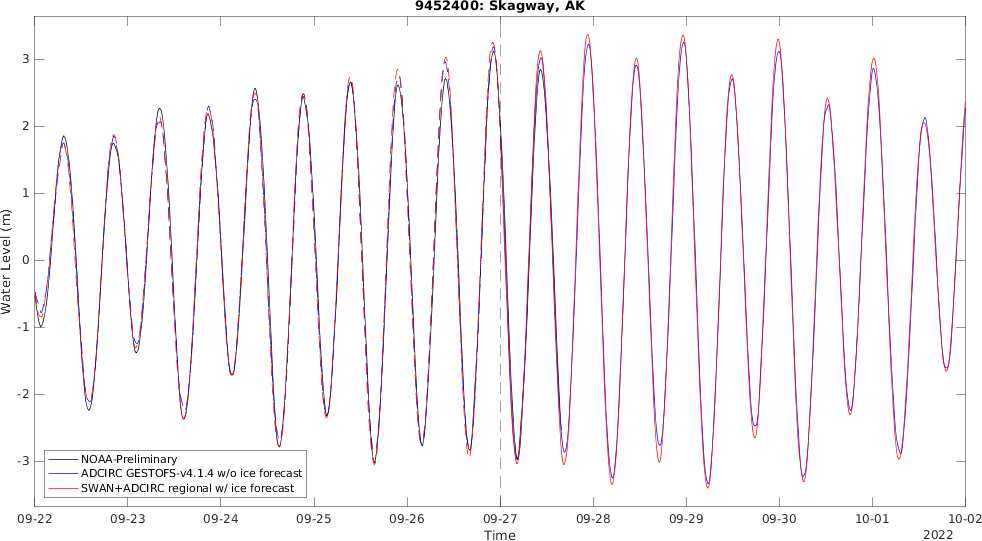 9452400: Skagway, AK
Water Level (m)
3
2
1
0
-1
-2
-3
NOAA-Preliminary
ADCIRC GESTOFS-v4.1.4 w/o ice forecast
SWAN+ADCIRC regional w/ ice forecast
09-22 09-23 09-24 09-25 09-26 09-27 09-28 09-29 09-30 10-01 10-02
Time
2022